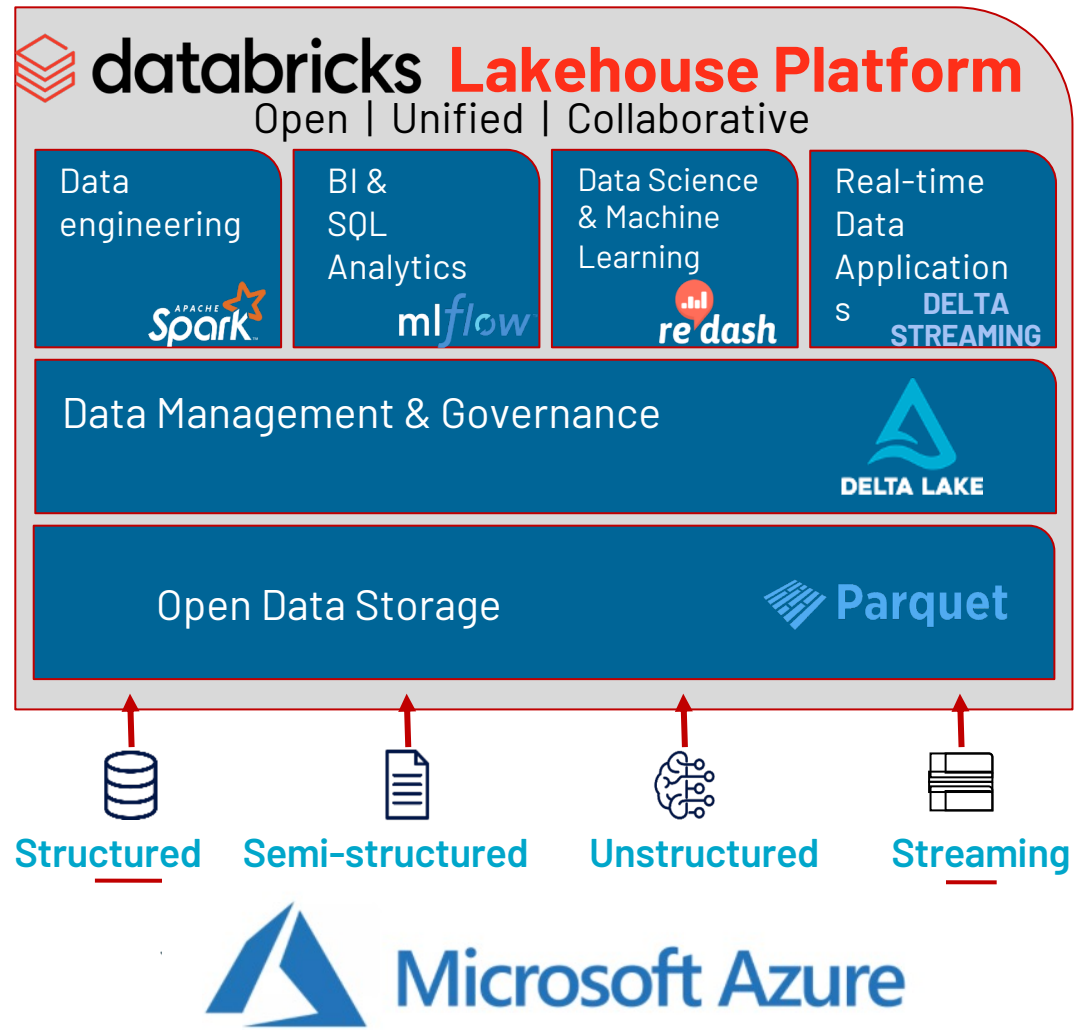 databricks Lakehouse Platform
Open | Unified | Collaborative
Data
engineering
APACHE
Spark
BI &
SQL
Analytics
mlflow
Data Science
& Machine
Learning
redash
Real-time
Data
Application
s
DELTA
STREAMING
Data Management & Governance
DELTA LAKE
Open Data Storage
Parquet
Structured
Semi-structured
Unstructured
Streaming
Microsoft Azure